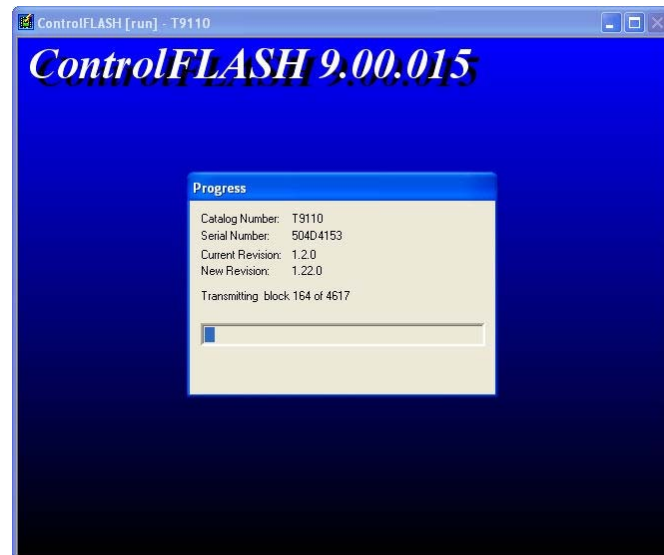 ControlFLASH [run] - T9110
ControlFLASH 9.00.015
Progress
Catalog Number: T9110
Serial Number: 504D4153
Current Revision: 1.2.0
New Revision: 1.22.0
Transmitting block 164 of 4617